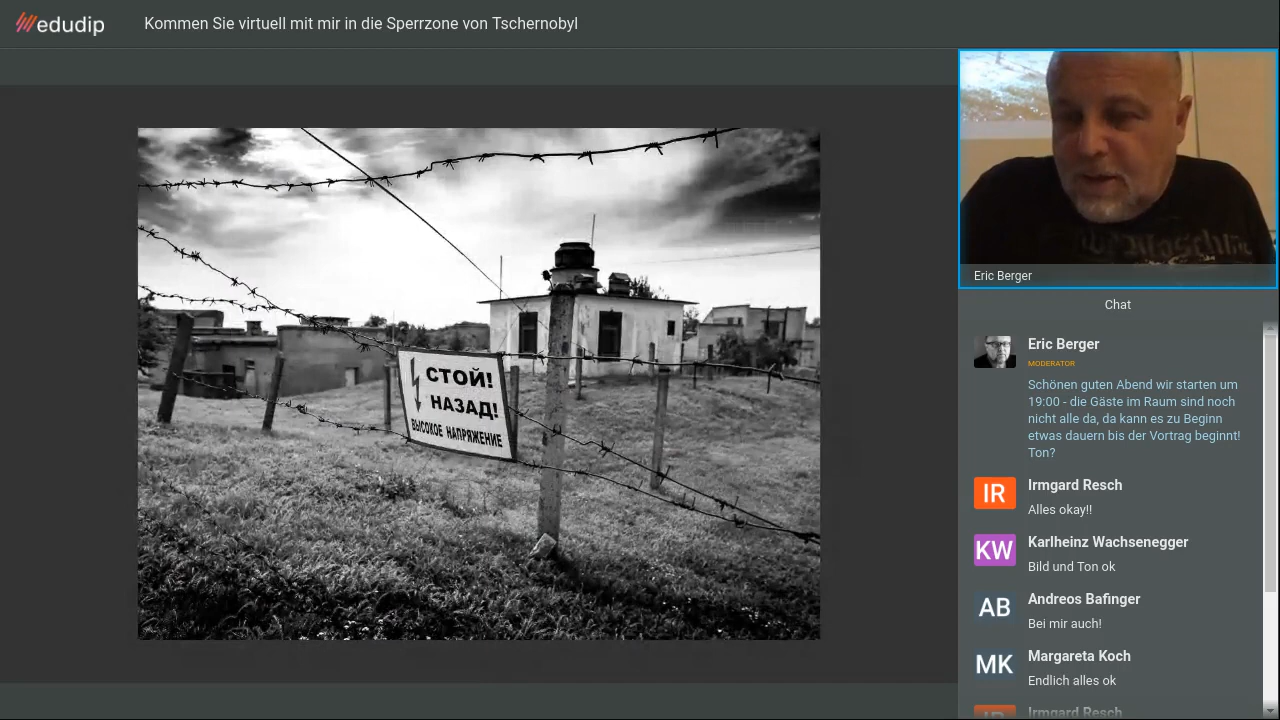 edudip
Kommen Sie virtuell mit mir in die Sperrzone von Tschernobyl
СТОЙ!
НАЗАД!
ВЫСОКОЕ НАПРЯЖЕНИЕ
Eric Berger
Chat
Eric Berger
MODERATOR
Schönen guten Abend wir starten um
19:00 - die Gäste im Raum sind noch
nicht alle da, da kann es zu Beginn
etwas dauern bis der Vortrag beginnt!
Ton?
IR
Irmgard Resch
Alles okay!!
KW
Karlheinz Wachsenegger
Bild und Ton ok
AB
Andreos Bafinger
Bei mir auch!
MK
Margareta Koch
Endlich alles ok
IR
Irmgard Resch